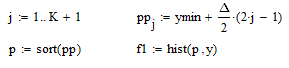 j := 1.. K + 1    pp_j := ymin + Δ/2·(2·j − 1)
p := sort(pp)    f1 := hist(p, y)